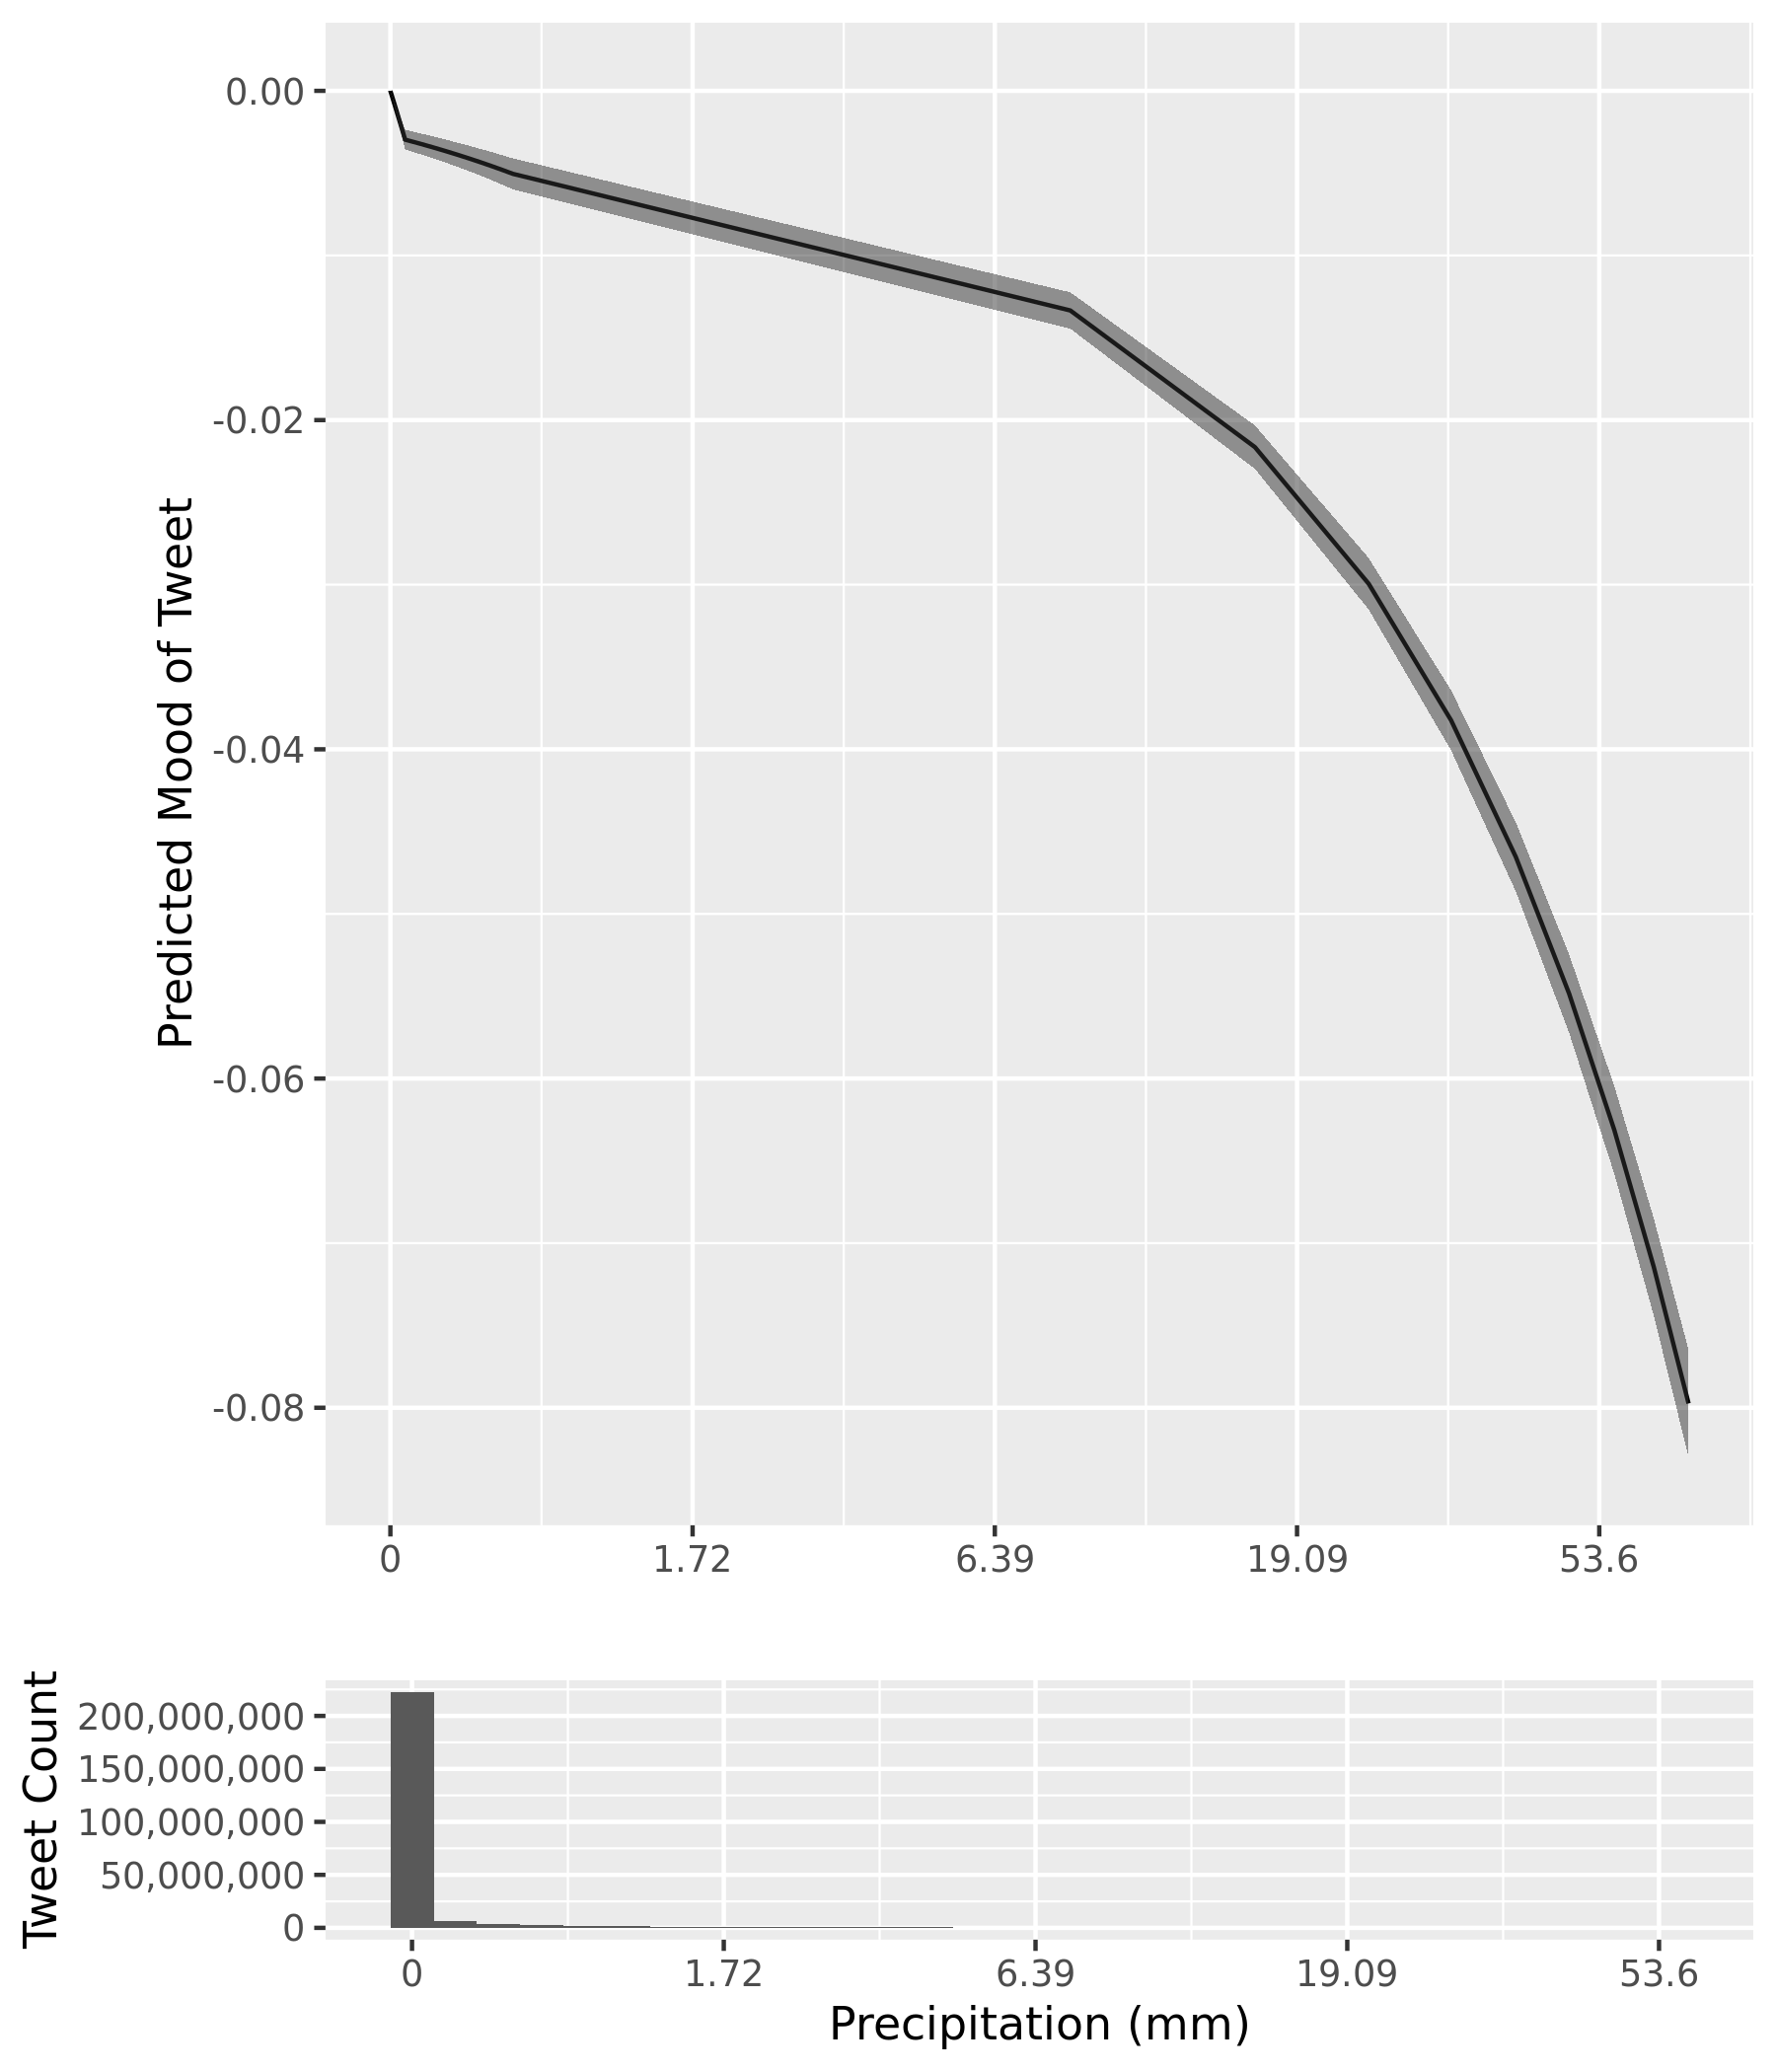 Predicted Mood of Tweet
0.00
-0.02
-0.04
-0.06
-0.08
0 1.72 6.39 19.09 53.6
Tweet Count
200,000,000
150,000,000
100,000,000
50,000,000
0
0 1.72 6.39 19.09 53.6
Precipitation (mm)